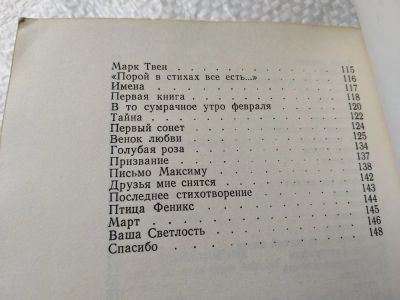 Марк Твен 115
«Порой в стихах все есть...» 116
Имена 117
Первая книга 118
В то сумрачное утро февраля 120
Тайна 122
Первый сонет 124
Венок любви 125
Голубая роза 134
Призвание 137
Письмо Максиму 138
Друзья мне снятся 142
Последнее стихотворение 143
Птица Феникс 144
Март 145
Ваша Светлость 146
Спасибо 148